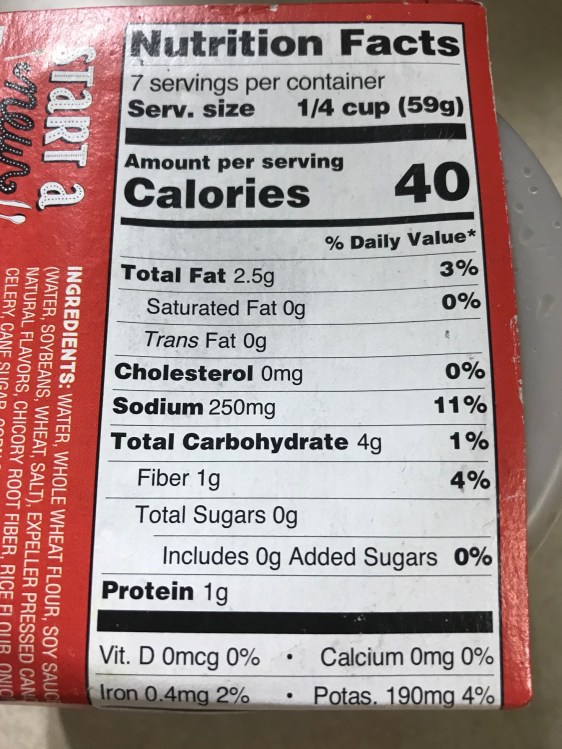 Nutrition Facts
7 servings per container
Serv. size 1/4 cup (59g)
Amount per serving
Calories 40
% Daily Value*
Total Fat 2.5g 3%
Saturated Fat 0g 0%
Trans Fat 0g
Cholesterol 0mg 0%
Sodium 250mg 11%
Total Carbohydrate 4g 1%
Fiber 1g 4%
Total Sugars 0g
Includes 0g Added Sugars 0%
Protein 1g
Vit. D 0mcg 0% • Calcium 0mg 0%
Iron 0.4mg 2% • Potas. 190mg 4%
START a
INGREDIENTS: WATER, WHOLE WHEAT FLOUR, SOY SAUC
(WATER, SOYBEANS, WHEAT, SALT), EXPELLER PRESSED CAN
NATURAL FLAVORS, CHICORY ROOT FIBER, RICE FLOUR, ONIO
CELERY, CANE SUGAR,